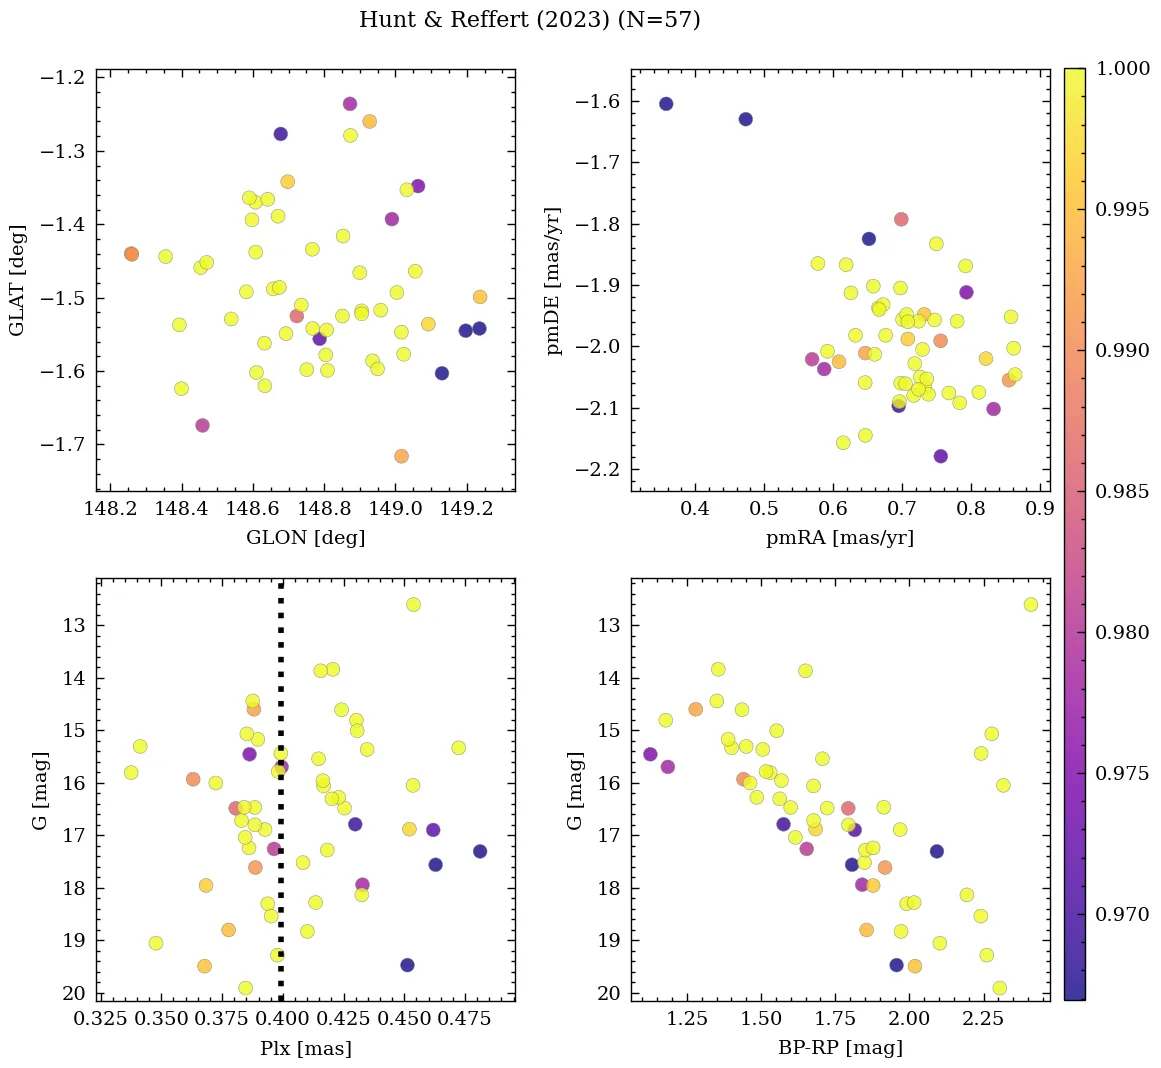 Hunt & Reffert (2023) (N=57)
−1.2
−1.3
−1.4
−1.5
−1.6
−1.7
GLAT [deg]
148.2 148.4 148.6 148.8 149.0 149.2
GLON [deg]
−1.6
−1.7
−1.8
−1.9
−2.0
−2.1
−2.2
pmDE [mas/yr]
0.4 0.5 0.6 0.7 0.8 0.9
pmRA [mas/yr]
13
14
15
16
17
18
19
20
G [mag]
0.325 0.350 0.375 0.400 0.425 0.450 0.475
Plx [mas]
13
14
15
16
17
18
19
20
G [mag]
1.25 1.50 1.75 2.00 2.25
BP-RP [mag]
1.000
0.995
0.990
0.985
0.980
0.975
0.970